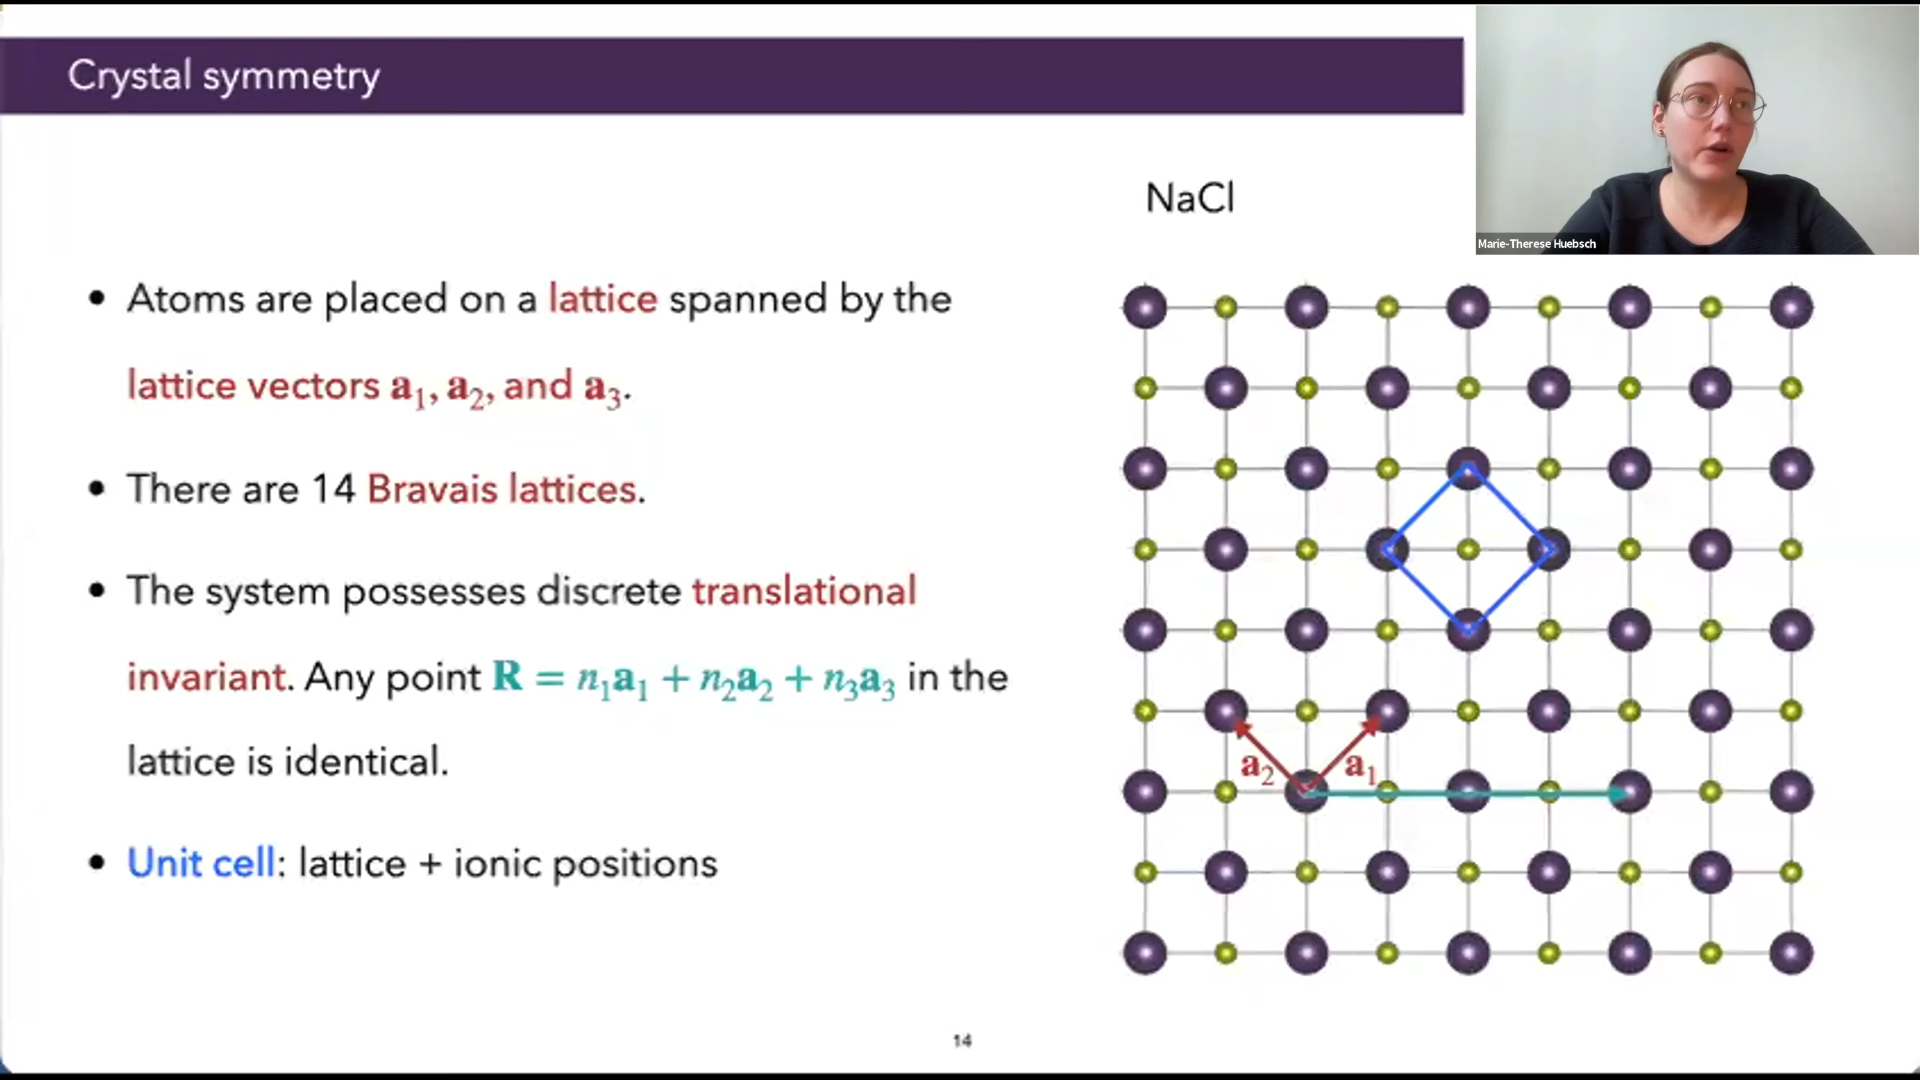 Crystal symmetry
NaCl
Marie-Therese Huebsch
• Atoms are placed on a lattice spanned by the
lattice vectors a₁, a₂, and a₃.
• There are 14 Bravais lattices.
• The system possesses discrete translational
invariant. Any point R = n₁a₁ + n₂a₂ + n₃a₃ in the
lattice is identical.
• Unit cell: lattice + ionic positions
a₂ a₁
14